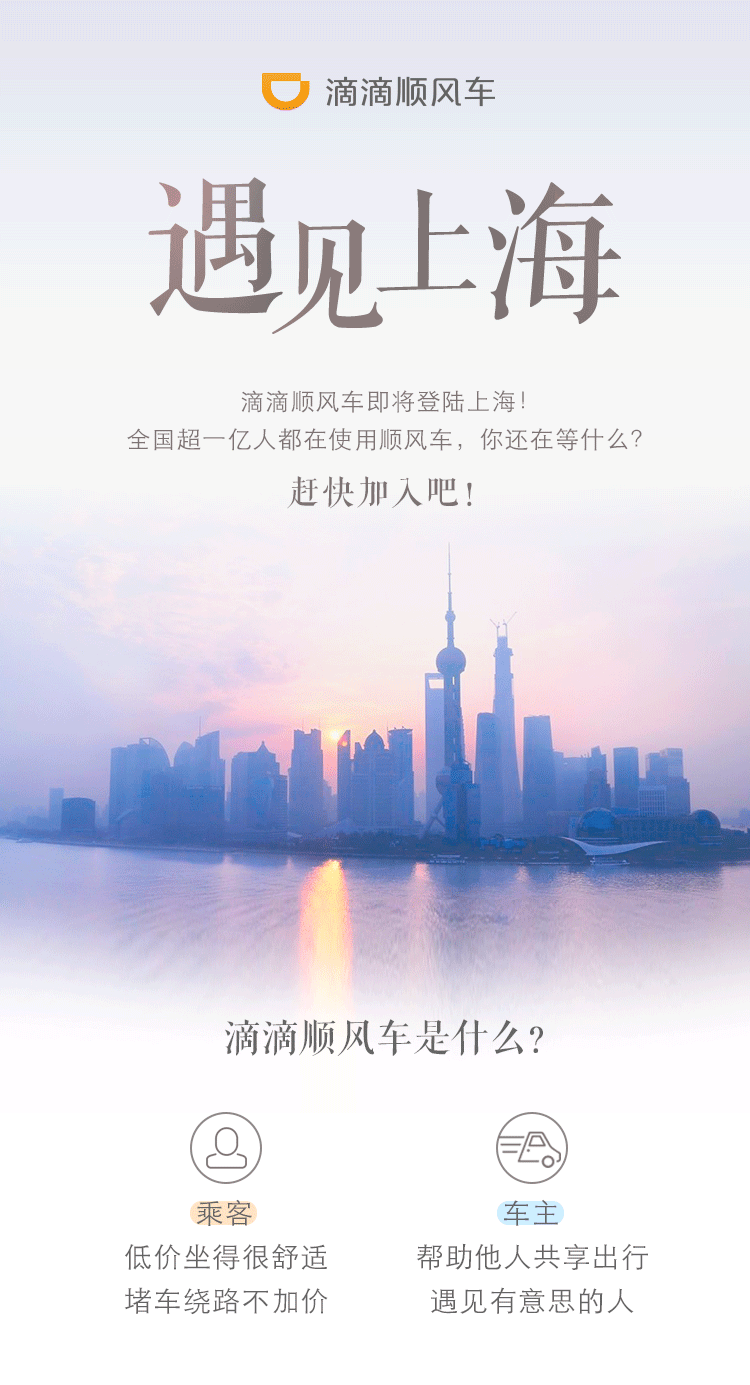 滴滴顺风车
遇见上海
滴滴顺风车即将登陆上海！
全国超一亿人都在使用顺风车，你还在等什么？
赶快加入吧！
滴滴顺风车是什么？
乘客
低价坐得很舒适
堵车绕路不加价
车主
帮助他人共享出行
遇见有意思的人